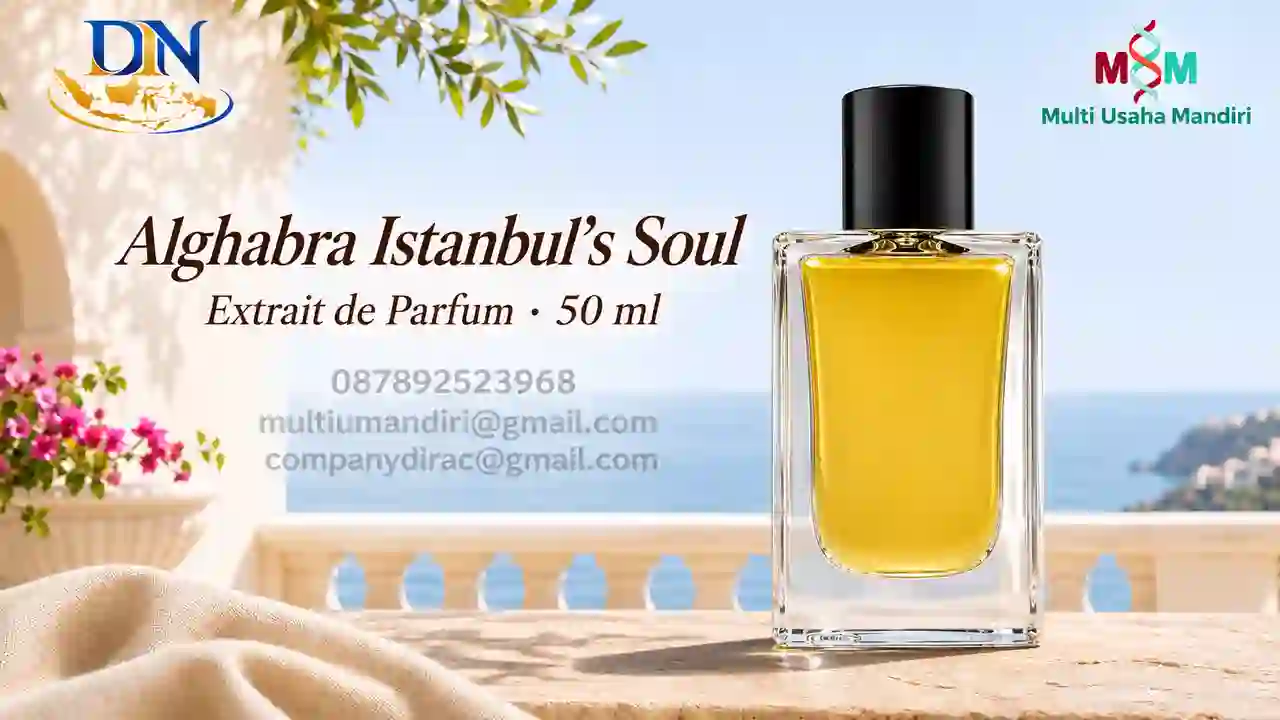 DN
MSM
Multi Usaha Mandiri
Alghabra Istanbul's Soul
Extrait de Parfum · 50 ml
087892523968
multiumandiri@gmail.com
companydirac@gmail.com